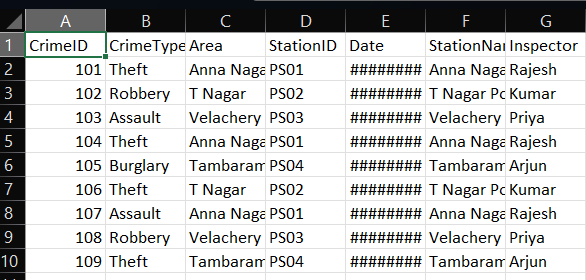 A B C D E F G
1 CrimeID CrimeType Area StationID Date StationNar Inspector
2 101 Theft Anna Naga PS01 ######## Anna Naga Rajesh
3 102 Robbery T Nagar PS02 ######## T Nagar Po Kumar
4 103 Assault Velachery PS03 ######## Velachery Priya
5 104 Theft Anna Naga PS01 ######## Anna Naga Rajesh
6 105 Burglary Tambaram PS04 ######## Tambaram Arjun
7 106 Theft T Nagar PS02 ######## T Nagar Po Kumar
8 107 Assault Anna Naga PS01 ######## Anna Naga Rajesh
9 108 Robbery Velachery PS03 ######## Velachery Priya
10 109 Theft Tambaram PS04 ######## Tambaram Arjun